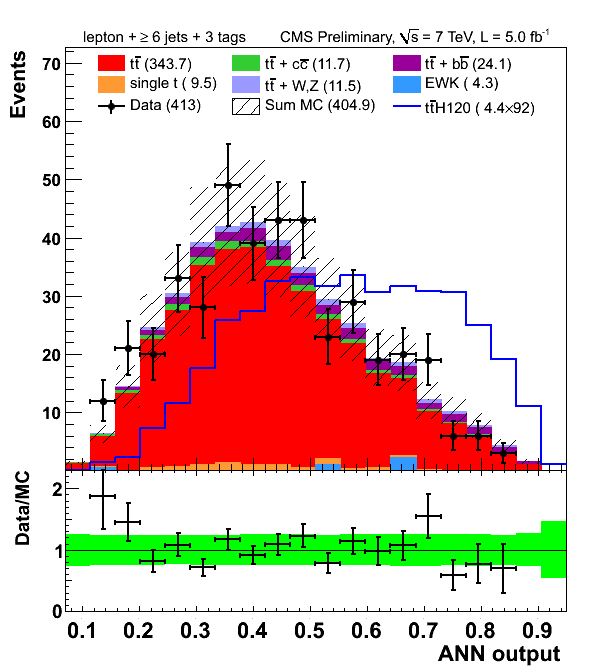 lepton + ≥ 6 jets + 3 tags CMS Preliminary, √s = 7 TeV, L = 5.0 fb⁻¹
tt̄ (343.7) tt̄ + cc̄ (11.7) tt̄ + bb̄ (24.1)
single t ( 9.5) tt̄ + W,Z (11.5) EWK ( 4.3)
Data (413) Sum MC (404.9) tt̄H120 ( 4.4×92)
Events
70
60
50
40
30
20
10
Data/MC
2
1
0
0.1 0.2 0.3 0.4 0.5 0.6 0.7 0.8 0.9
ANN output